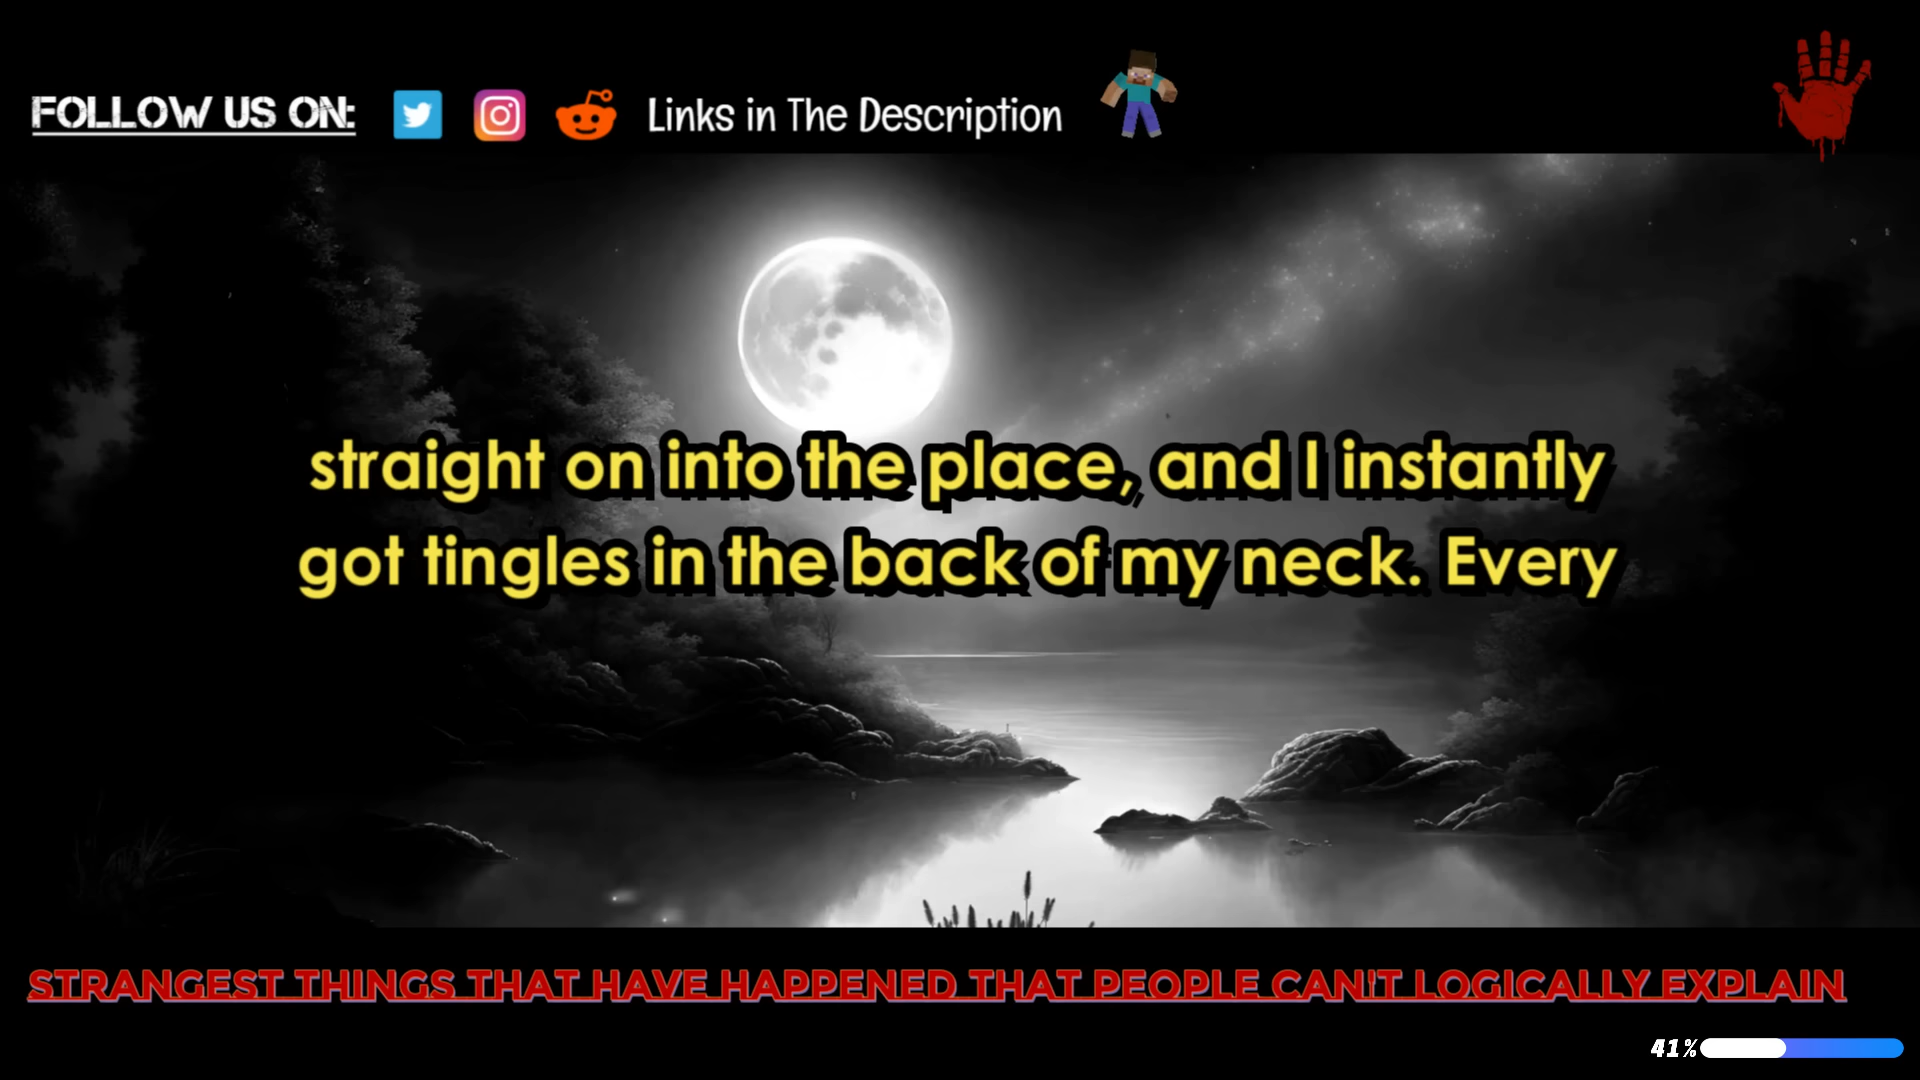 FOLLOW US ON:
Links in The Description
straight on into the place, and I instantly
got tingles in the back of my neck. Every
STRANGEST THINGS THAT HAVE HAPPENED THAT PEOPLE CAN'T LOGICALLY EXPLAIN
41%